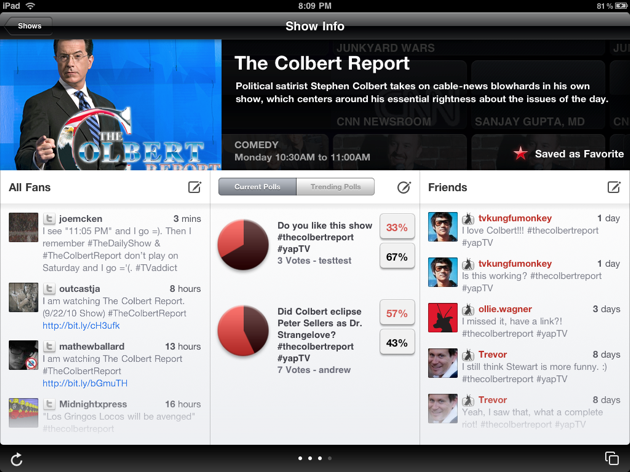 iPad 8:09 PM 81 %
Shows Show Info
JUNKYARD WARS
The Colbert Report
Political satirist Stephen Colbert takes on cable-news blowhards in his own
show, which centers around his essential rightness about the issues of the day.
CNN
CNN NEWSROOM SANJAY GUPTA, MD
COMEDY
Monday 10:30AM to 11:00AM
Saved as Favorite
THE
COLBERT
REPORT
All Fans
joemcken 3 mins
I see "11:05 PM" and I go =). Then I
remember #TheDailyShow &
#TheColbertReport don't play on
Saturday and I go ='(. #TVaddict
outcastja 8 hours
I am watching The Colbert Report.
(9/22/10 Show) #TheColbertReport
http://bit.ly/cH3ufk
mathewballard 13 hours
I am watching The Colbert Report
#TheColbertReport
http://bit.ly/bGmuTH
Midnightxpress 16 hours
"Los Gringos Locos will be avenged"
#thecolbertreport
Current Polls Trending Polls
Do you like this show
#thecolbertreport
#yapTV
3 Votes - testtest
33%
67%
Did Colbert eclipse
Peter Sellers as Dr.
Strangelove?
#thecolbertreport
#yapTV
7 Votes - andrew
57%
43%
Friends
tvkungfumonkey 1 day
I love Colbert!!! #thecolbertreport
#yapTV
tvkungfumonkey 1 day
Is this working? #thecolbertreport
#yapTV
ollie.wagner 3 days
I missed it, have a link?!
#thecolbertreport #yapTV
Trevor 8 days
I still think Stewart is more funny. :)
#thecolbertreport #yapTV
Trevor 8 days
Yeah, I saw that, what a complete
riot! #thecolbertreport #yapTV